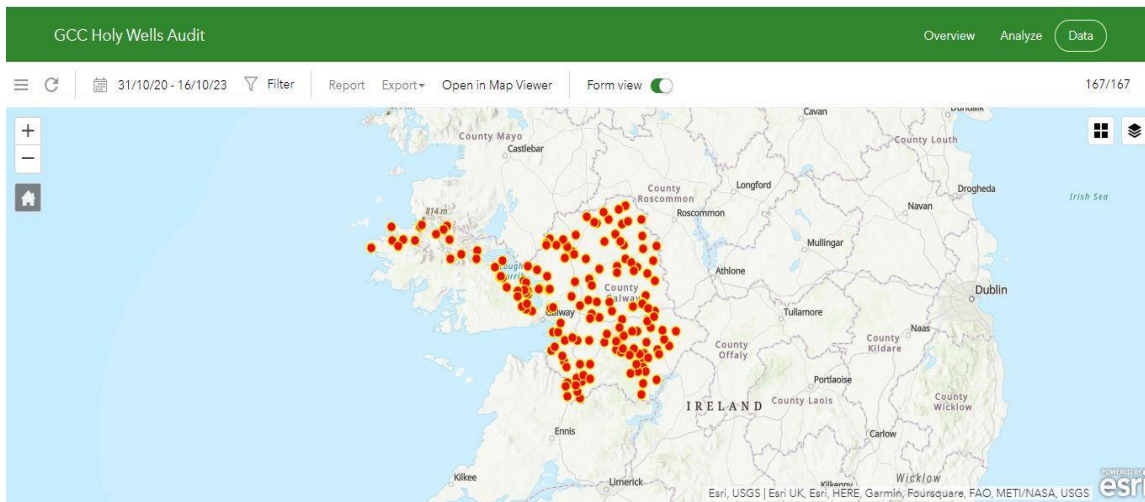 GCC Holy Wells Audit
Overview Analyze Data
31/10/20 - 16/10/23 Filter Report Export Open in Map Viewer Form view 167/167
Cavan
Dundalk
County Mayo
County Louth
Castlebar
County Roscommon
Longford
Drogheda
Roscommon
Navan
Irish Sea
814 m
Mullingar
Lough
Athlone
County Galway
Dublin
Galway
Tullamore
Naas
County Kildare
County Offaly
Portlaoise
IRELAND
County Laois
County Wicklow
Ennis
Carlow
Kilkee
Limerick
Kilkenny
Wicklow
POWERED BY
esri
Esri, USGS | Esri UK, Esri, HERE, Garmin, Foursquare, FAO, METI/NASA, USGS